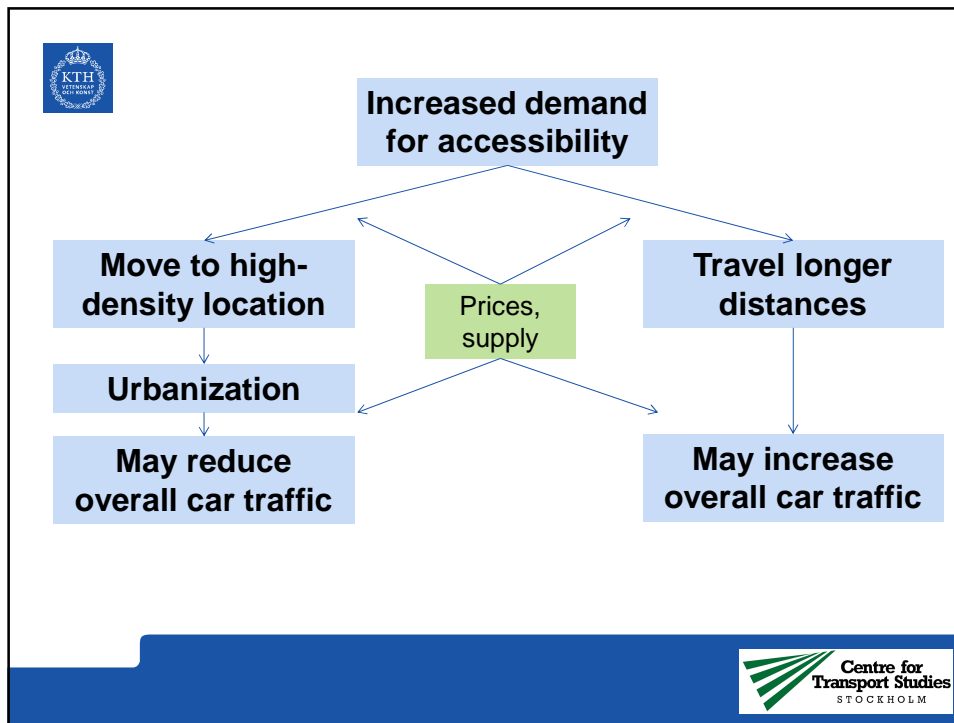 KTH
VETENSKAP
OCH KONST
Increased demand
for accessibility
Move to high-
density location
Prices,
supply
Travel longer
distances
Urbanization
May reduce
overall car traffic
May increase
overall car traffic
Centre for
Transport Studies
STOCKHOLM